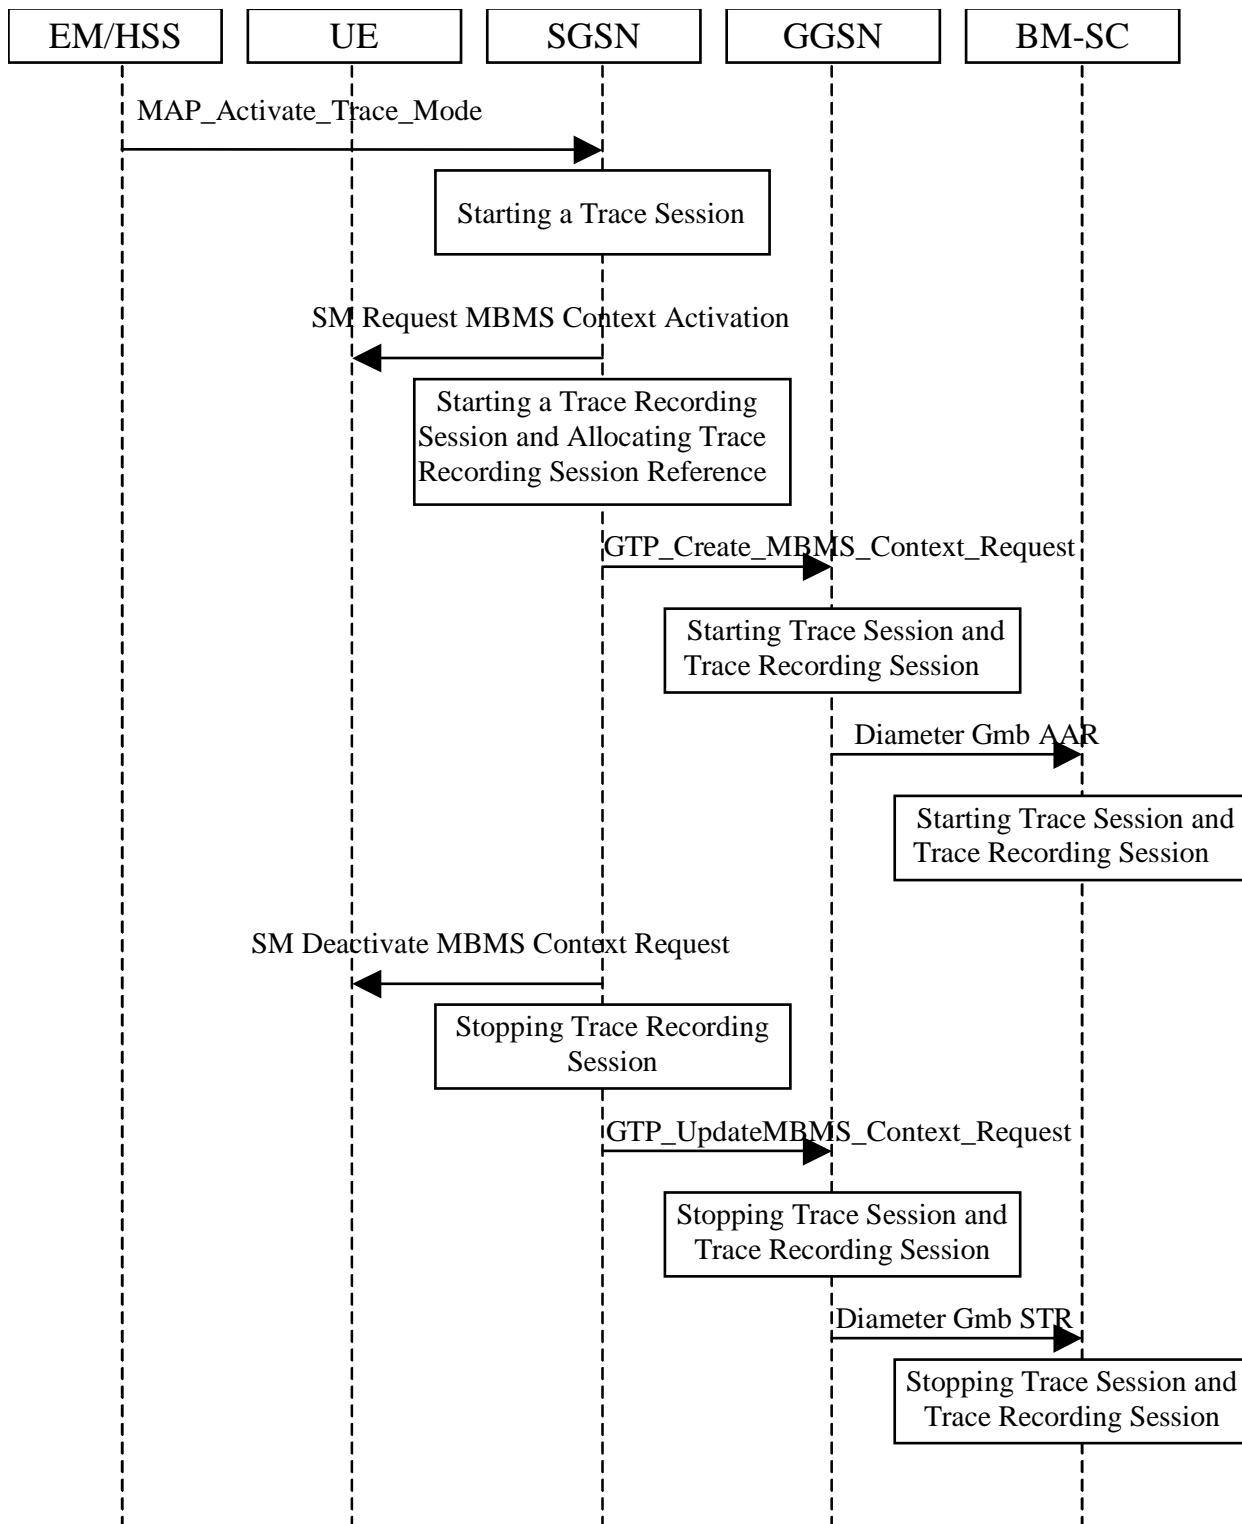 EM/HSS
UE
SGSN
GGSN
BM-SC
MAP_Activate_Trace_Mode
Starting a Trace Session
SM Request MBMS Context Activation
Starting a Trace Recording
Session and Allocating Trace
Recording Session Reference
GTP_Create_MBMS_Context_Request
Starting Trace Session and
Trace Recording Session
Diameter Gmb AAR
Starting Trace Session and
Trace Recording Session
SM Deactivate MBMS Context Request
Stopping Trace Recording
Session
GTP_UpdateMBMS_Context_Request
Stopping Trace Session and
Trace Recording Session
Diameter Gmb STR
Stopping Trace Session and
Trace Recording Session